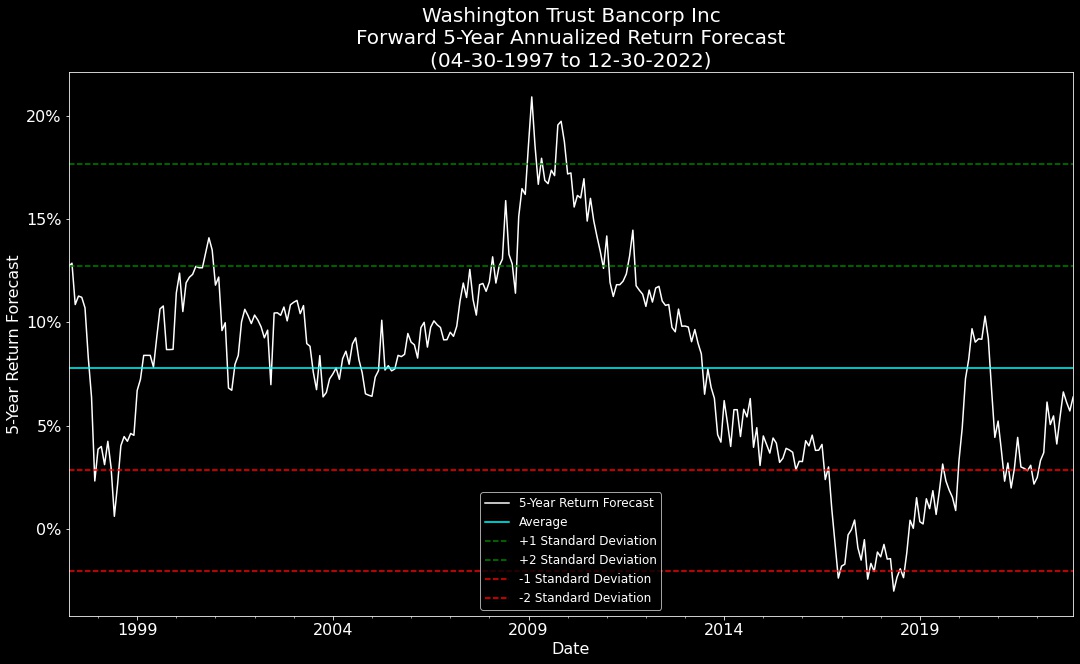 Washington Trust Bancorp Inc
Forward 5-Year Annualized Return Forecast
(04-30-1997 to 12-30-2022)
20%
15%
10%
5%
0%
5-Year Return Forecast
5-Year Return Forecast
Average
+1 Standard Deviation
+2 Standard Deviation
-1 Standard Deviation
-2 Standard Deviation
1999 2004 2009 2014 2019
Date